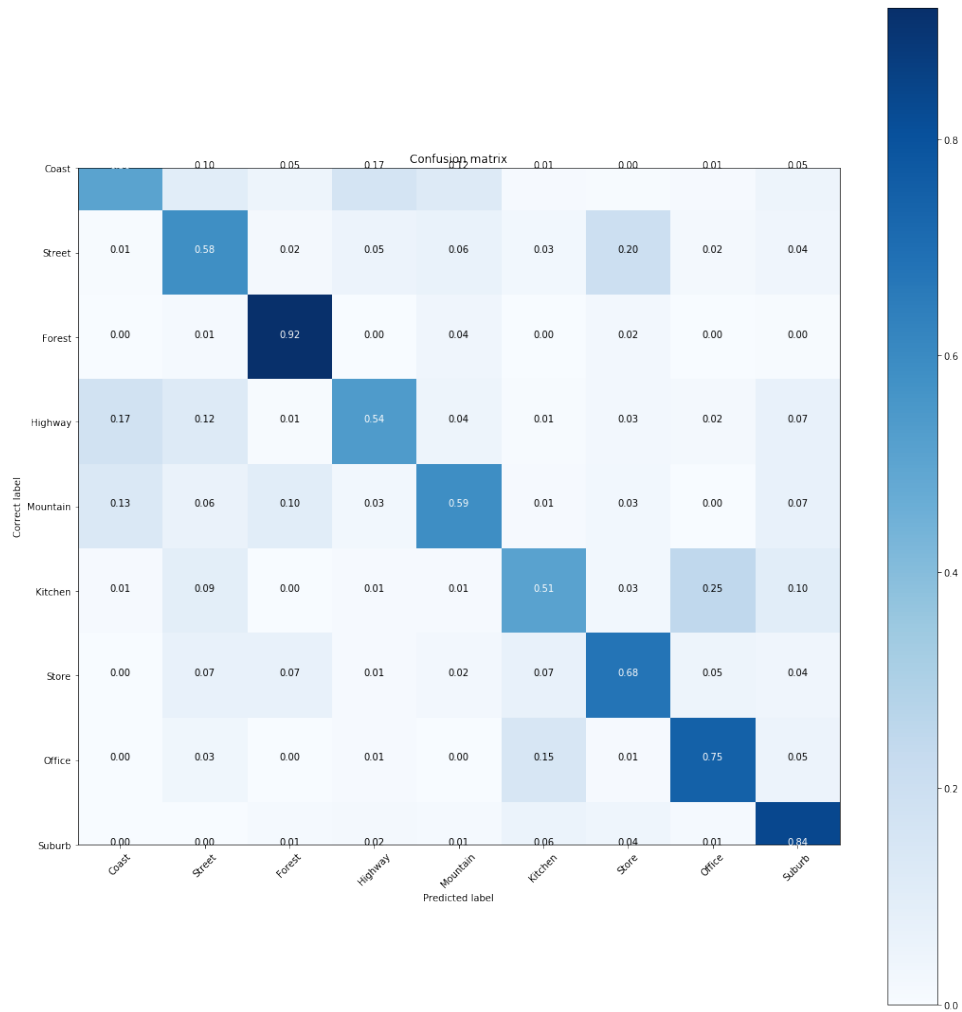 Confusion matrix
Coast 0.10 0.05 0.17 0.12 0.01 0.00 0.01 0.05
Street 0.01 0.58 0.02 0.05 0.06 0.03 0.20 0.02 0.04
Forest 0.00 0.01 0.92 0.00 0.04 0.00 0.02 0.00 0.00
Highway 0.17 0.12 0.01 0.54 0.04 0.01 0.03 0.02 0.07
Mountain 0.13 0.06 0.10 0.03 0.59 0.01 0.03 0.00 0.07
Kitchen 0.01 0.09 0.00 0.01 0.01 0.51 0.03 0.25 0.10
Store 0.00 0.07 0.07 0.01 0.02 0.07 0.68 0.05 0.04
Office 0.00 0.03 0.00 0.01 0.00 0.15 0.01 0.75 0.05
Suburb 0.00 0.00 0.01 0.02 0.01 0.06 0.04 0.01 0.84
Coast Street Forest Highway Mountain Kitchen Store Office Suburb
Predicted label
Correct label
0.8
0.6
0.4
0.2
0.0